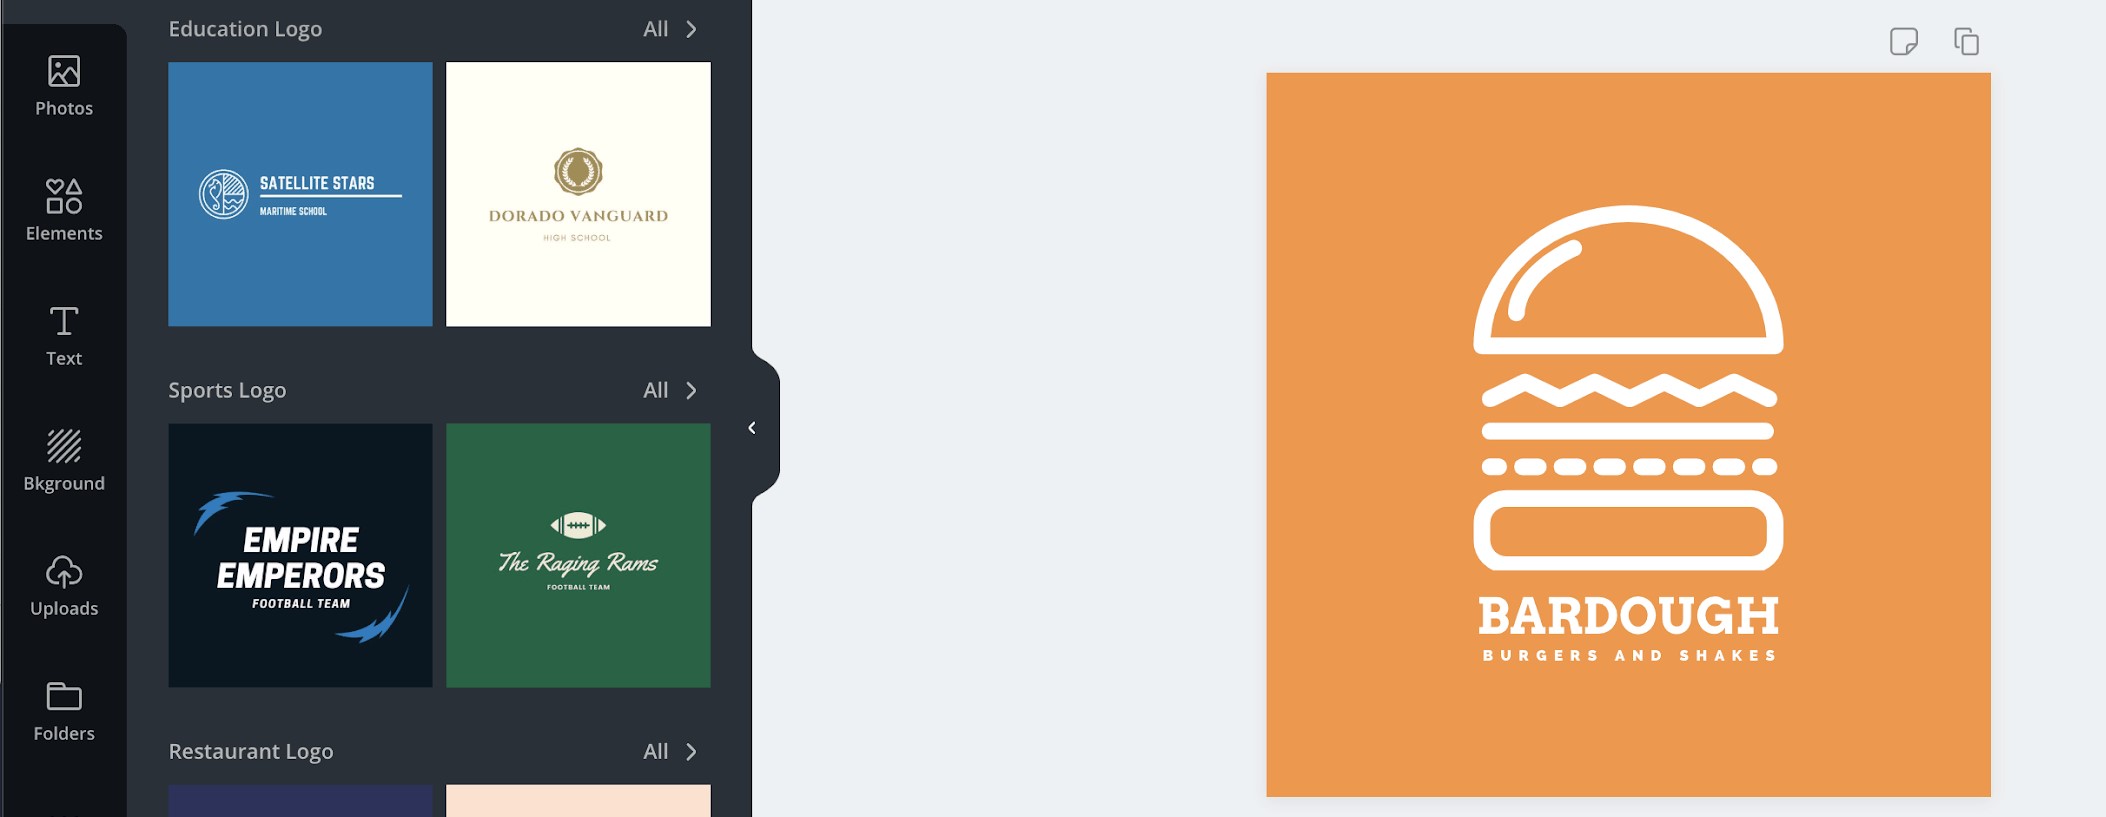 Photos
Elements
Text
Bkground
Uploads
Folders
Education Logo
All
SATELLITE STARS
MARITIME SCHOOL
DORADO VANGUARD
HIGH SCHOOL
Sports Logo
All
EMPIRE
EMPERORS
FOOTBALL TEAM
The Raging Rams
FOOTBALL TEAM
Restaurant Logo
All
BARDOUGH
BURGERS AND SHAKES